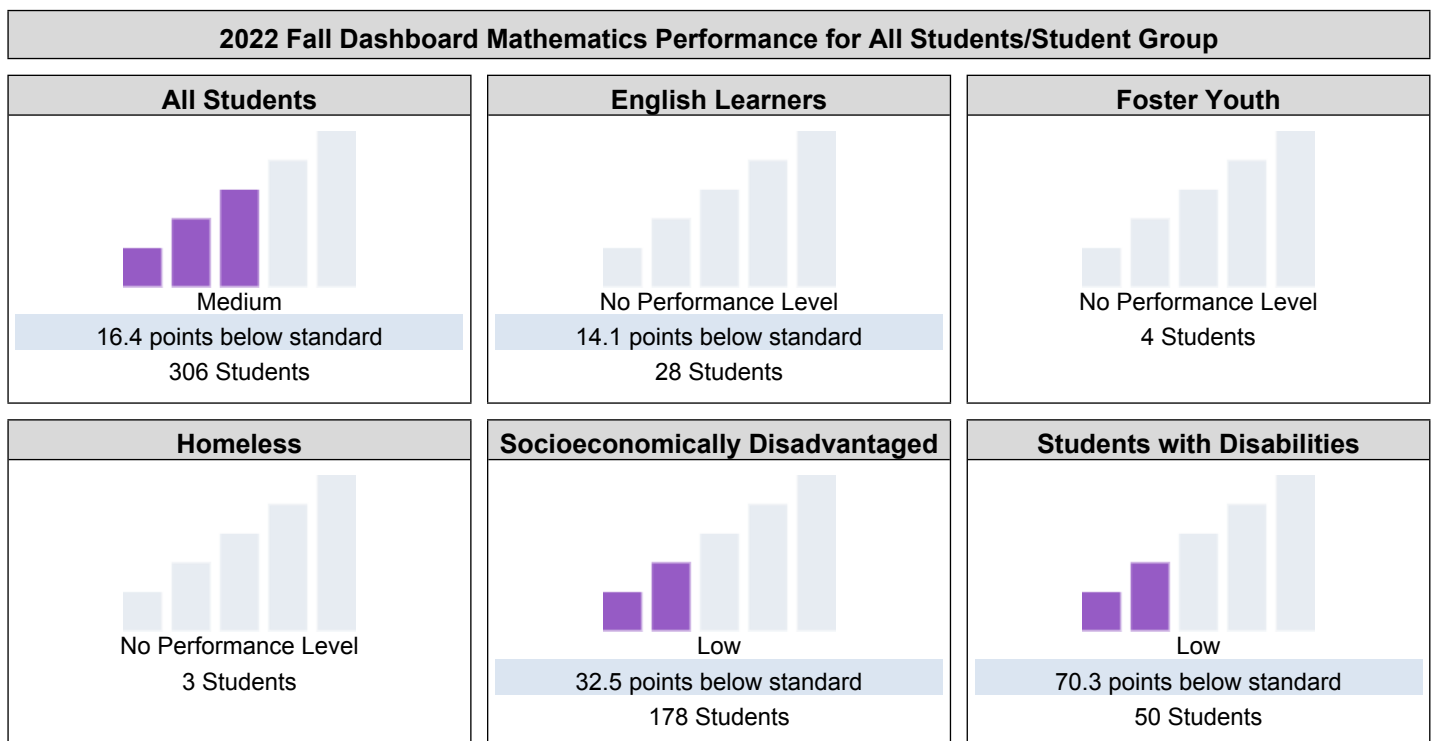 2022 Fall Dashboard Mathematics Performance for All Students/Student Group
All Students
Medium
16.4 points below standard
306 Students
English Learners
No Performance Level
14.1 points below standard
28 Students
Foster Youth
No Performance Level
4 Students
Homeless
No Performance Level
3 Students
Socioeconomically Disadvantaged
Low
32.5 points below standard
178 Students
Students with Disabilities
Low
70.3 points below standard
50 Students